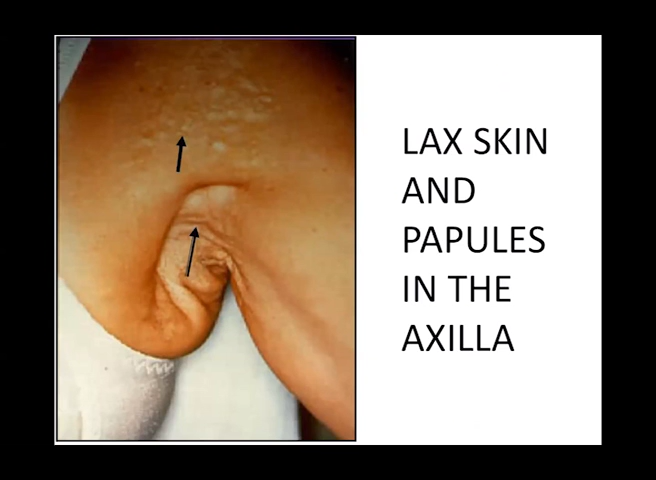 LAX SKIN
AND
PAPULES
IN THE
AXILLA